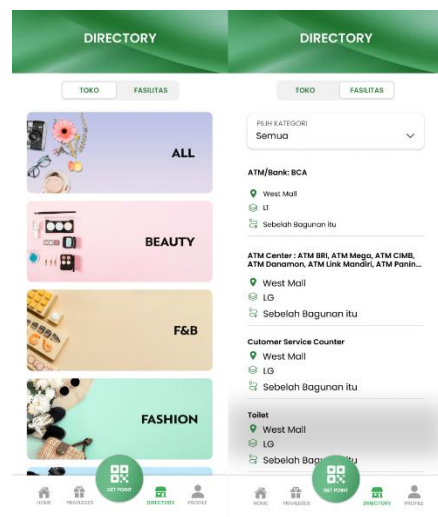 DIRECTORY
TOKO FASILITAS
ALL
BEAUTY
F&B
FASHION
HOME PRIVILEGES GET POINT DIRECTORY PROFILE
DIRECTORY
TOKO FASILITAS
PILIH KATEGORI
Semua
ATM/Bank: BCA
West Mall
L1
Sebelah Bagunan itu
ATM Center : ATM BRI, ATM Mega, ATM CIMB,
ATM Danamon, ATM Link Mandiri, ATM Panin...
West Mall
LG
Sebelah Bagunan itu
Cutomer Service Counter
West Mall
LG
Sebelah Bagunan itu
Toilet
West Mall
LG
Sebelah itu
HOME PRIVILEGES GET POINT DIRECTORY PROFILE